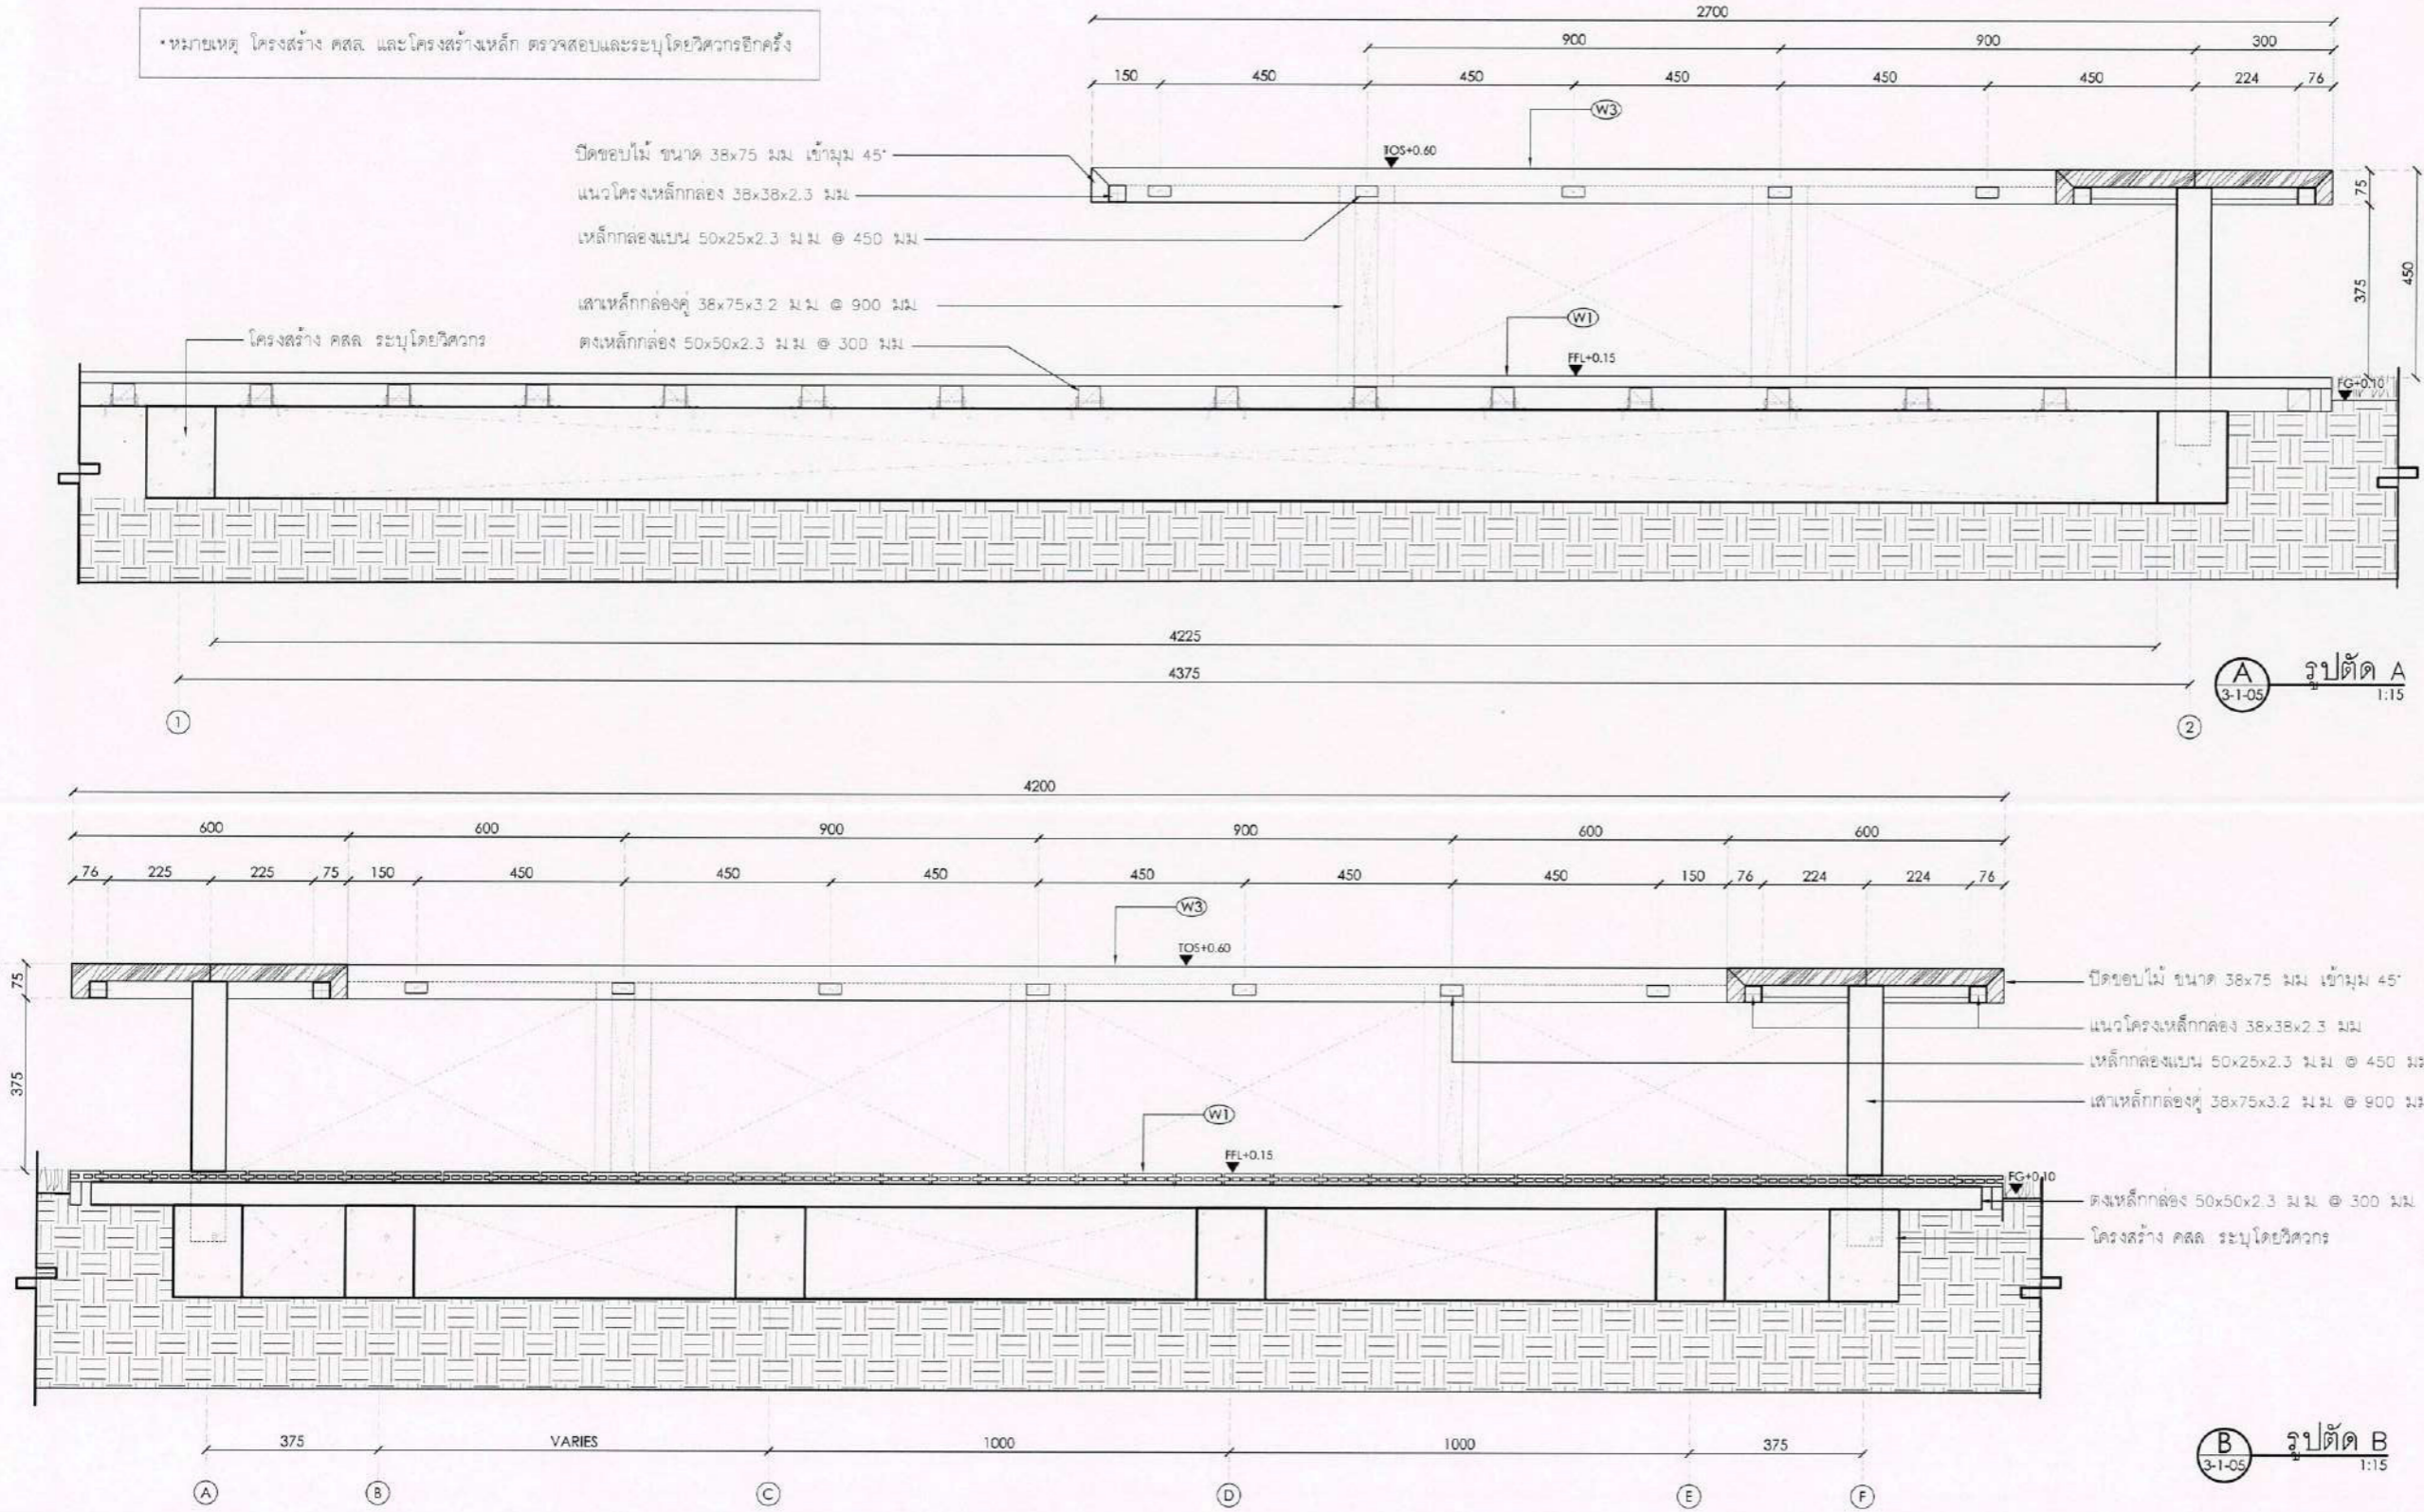 *หมายเหตุ โครงสร้าง คสล. และโครงสร้างเหล็ก ตรวจสอบและระบุโดยวิศวกรอีกครั้ง
2700
900 900 300
150 450 450 450 450 450 224 76
W3
TOS+0.60
ปิดขอบไม้ ขนาด 38x75 มม. เข้ามุม 45°
แนวโครงเหล็กกล่อง 38x38x2.3 มม.
เหล็กกล่องแบน 50x25x2.3 ม.ม. @ 450 มม.
เสาเหล็กกล่องคู่ 38x75x3.2 ม.ม. @ 900 มม.
ตงเหล็กกล่อง 50x50x2.3 ม.ม. @ 300 มม.
โครงสร้าง คสล. ระบุโดยวิศวกร
W1
FFL+0.15
75
375
450
FG+0.10
4225
4375
1
2
A
3-1-05
รูปตัด A
1:15
4200
600 600 900 900 600 600
76 225 225 75 150 450 450 450 450 450 450 150 76 224 224 76
W3
TOS+0.60
75
375
W1
FFL+0.15
FG+0.10
ปิดขอบไม้ ขนาด 38x75 มม. เข้ามุม 45°
แนวโครงเหล็กกล่อง 38x38x2.3 มม.
เหล็กกล่องแบน 50x25x2.3 ม.ม. @ 450 มม
เสาเหล็กกล่องคู่ 38x75x3.2 ม.ม. @ 900 มม
ตงเหล็กกล่อง 50x50x2.3 ม.ม. @ 300 มม.
โครงสร้าง คสล. ระบุโดยวิศวกร
375 VARIES 1000 1000 375
A B C D E F
B
3-1-05
รูปตัด B
1:15